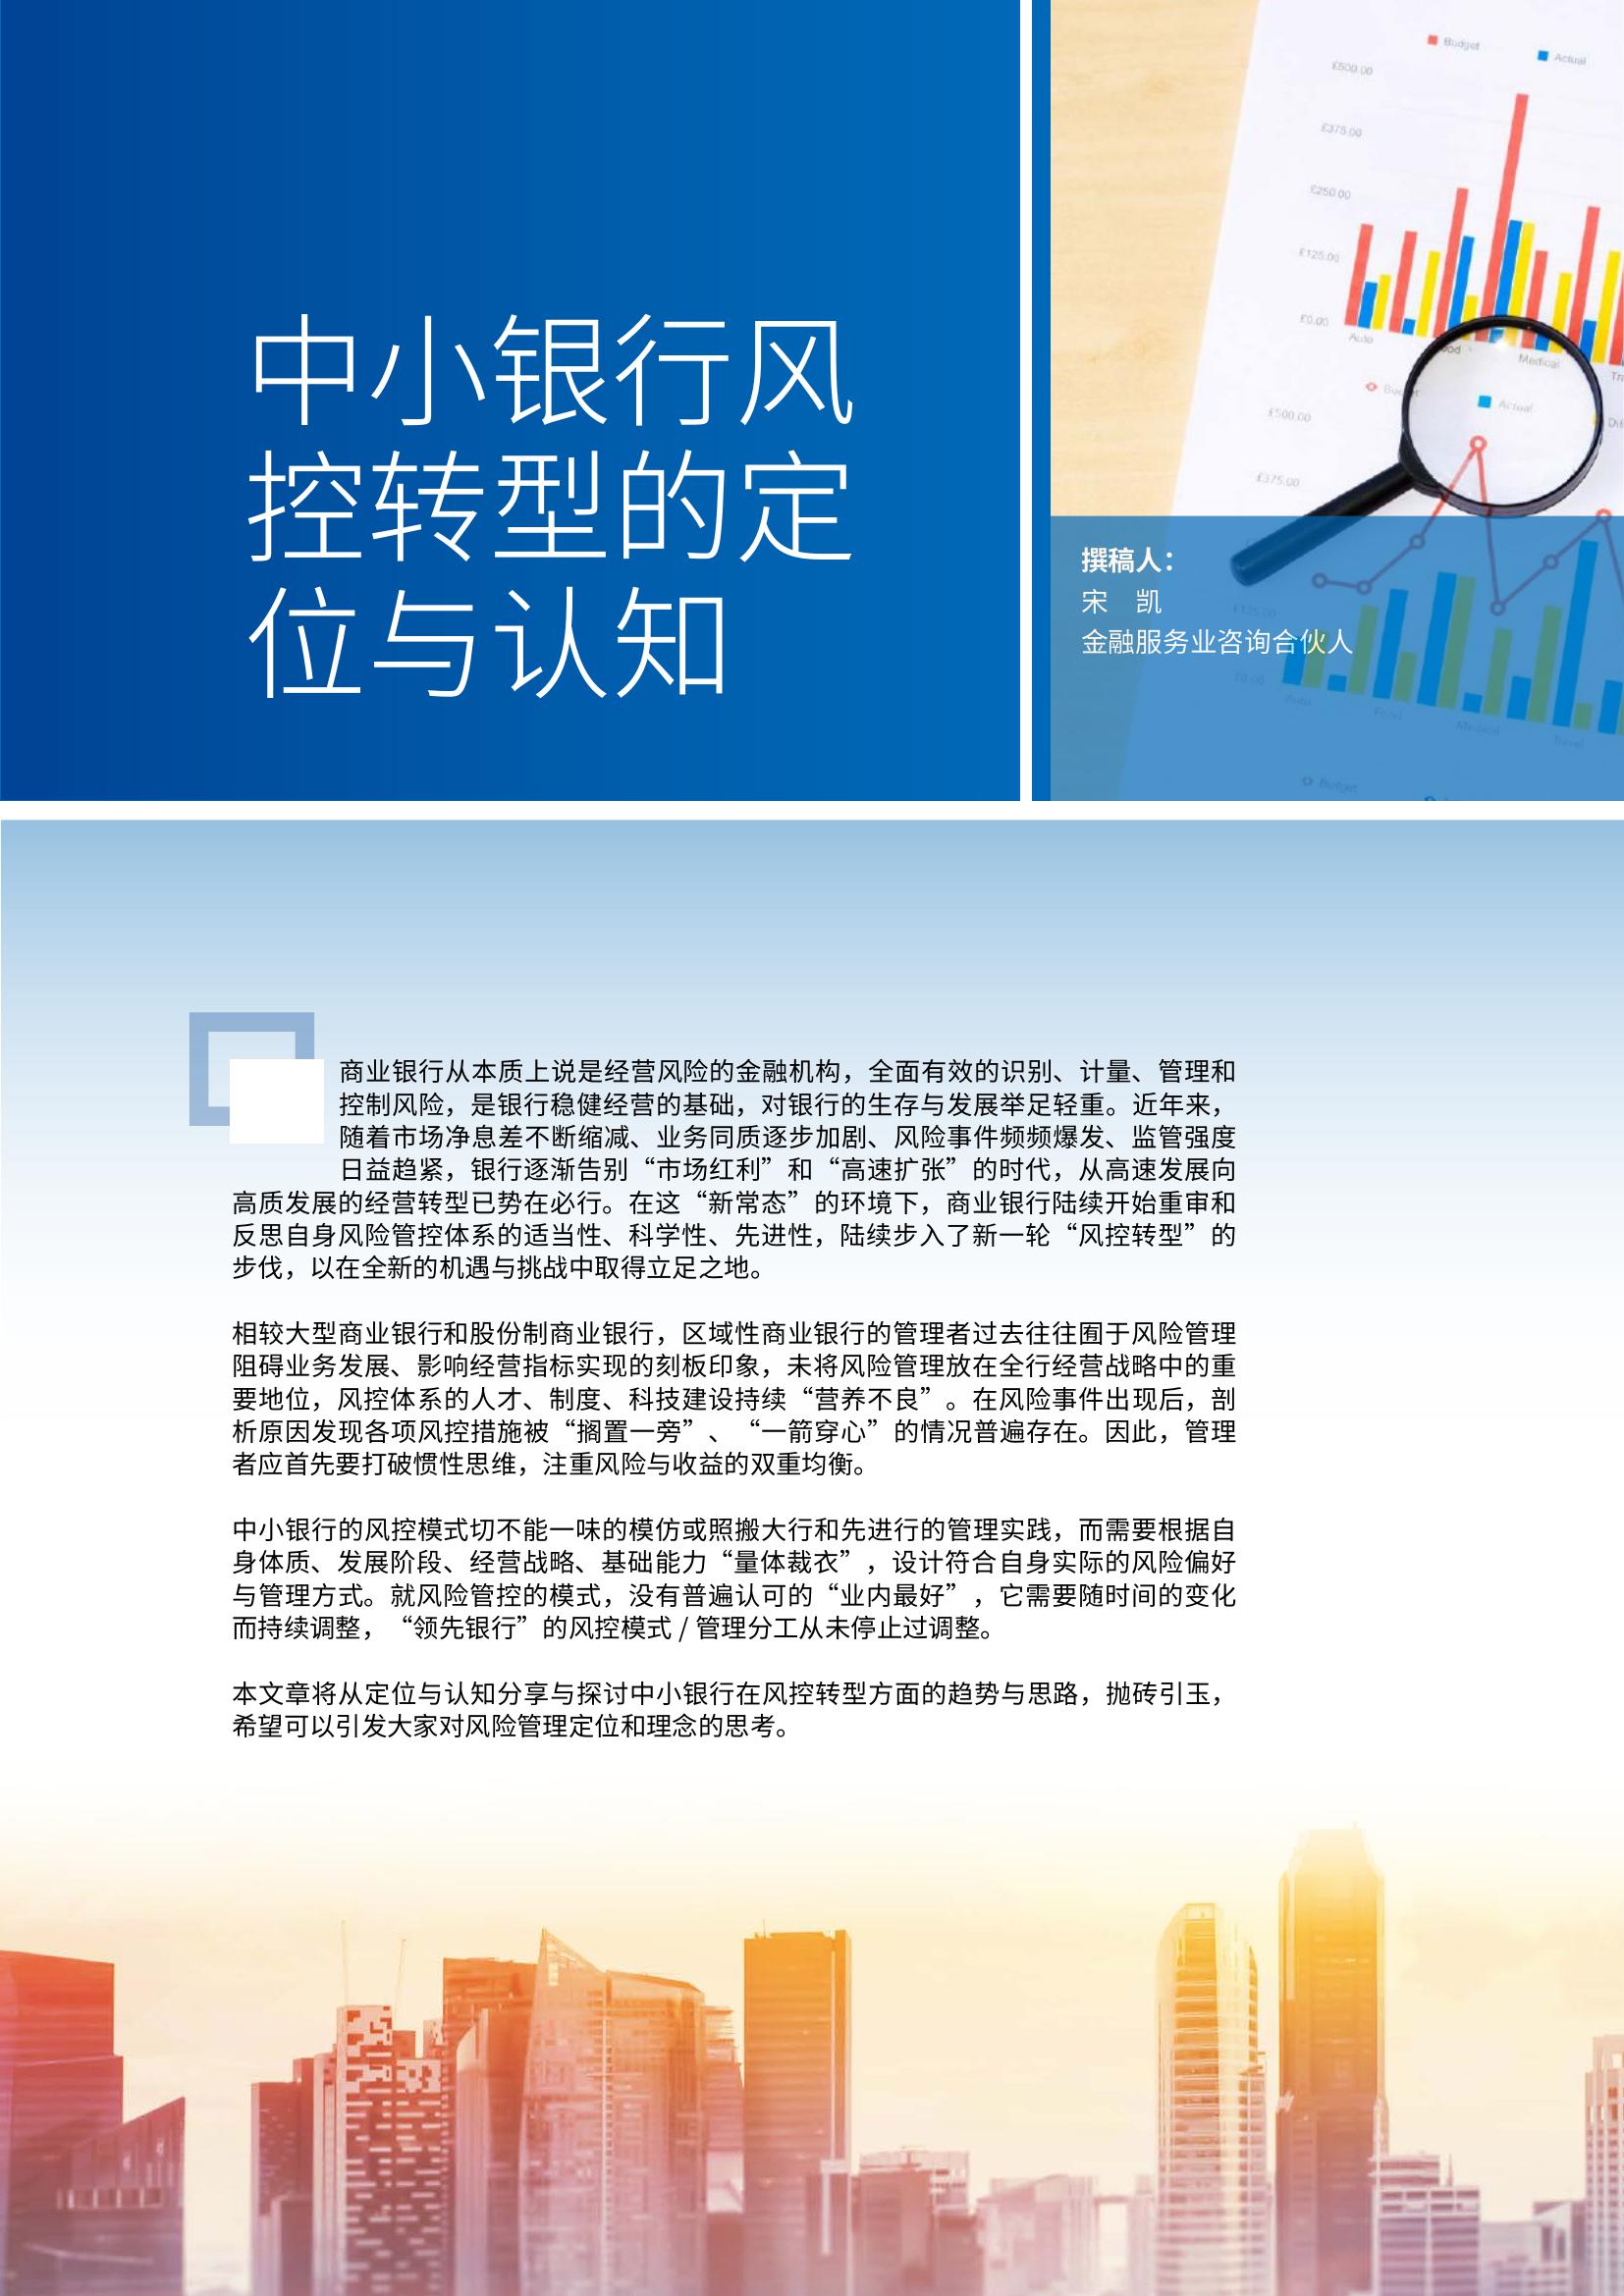 中小银行风
控转型的定
位与认知
Budget
Actual
£500.00
£375.00
£250.00
£125.00
£0.00
Auto
Medical
Actual
£500.00
£375.00
撰稿人：
宋 凯
金融服务业咨询合伙人
£125.00
£0.00
Auto
Food
Medical
Travel
Budget
商业银行从本质上说是经营风险的金融机构，全面有效的识别、计量、管理和
控制风险，是银行稳健经营的基础，对银行的生存与发展举足轻重。近年来，
随着市场净息差不断缩减、业务同质逐步加剧、风险事件频频爆发、监管强度
日益趋紧，银行逐渐告别“市场红利”和“高速扩张”的时代，从高速发展向
高质发展的经营转型已势在必行。在这“新常态”的环境下，商业银行陆续开始重审和
反思自身风险管控体系的适当性、科学性、先进性，陆续步入了新一轮“风控转型”的
步伐，以在全新的机遇与挑战中取得立足之地。
相较大型商业银行和股份制商业银行，区域性商业银行的管理者过去往往囿于风险管理
阻碍业务发展、影响经营指标实现的刻板印象，未将风险管理放在全行经营战略中的重
要地位，风控体系的人才、制度、科技建设持续“营养不良”。在风险事件出现后，剖
析原因发现各项风控措施被“搁置一旁”、“一箭穿心”的情况普遍存在。因此，管理
者应首先要打破惯性思维，注重风险与收益的双重均衡。
中小银行的风控模式切不能一味的模仿或照搬大行和先进行的管理实践，而需要根据自
身体质、发展阶段、经营战略、基础能力“量体裁衣”，设计符合自身实际的风险偏好
与管理方式。就风险管控的模式，没有普遍认可的“业内最好”，它需要随时间的变化
而持续调整，“领先银行”的风控模式 / 管理分工从未停止过调整。
本文章将从定位与认知分享与探讨中小银行在风控转型方面的趋势与思路，抛砖引玉，
希望可以引发大家对风险管理定位和理念的思考。